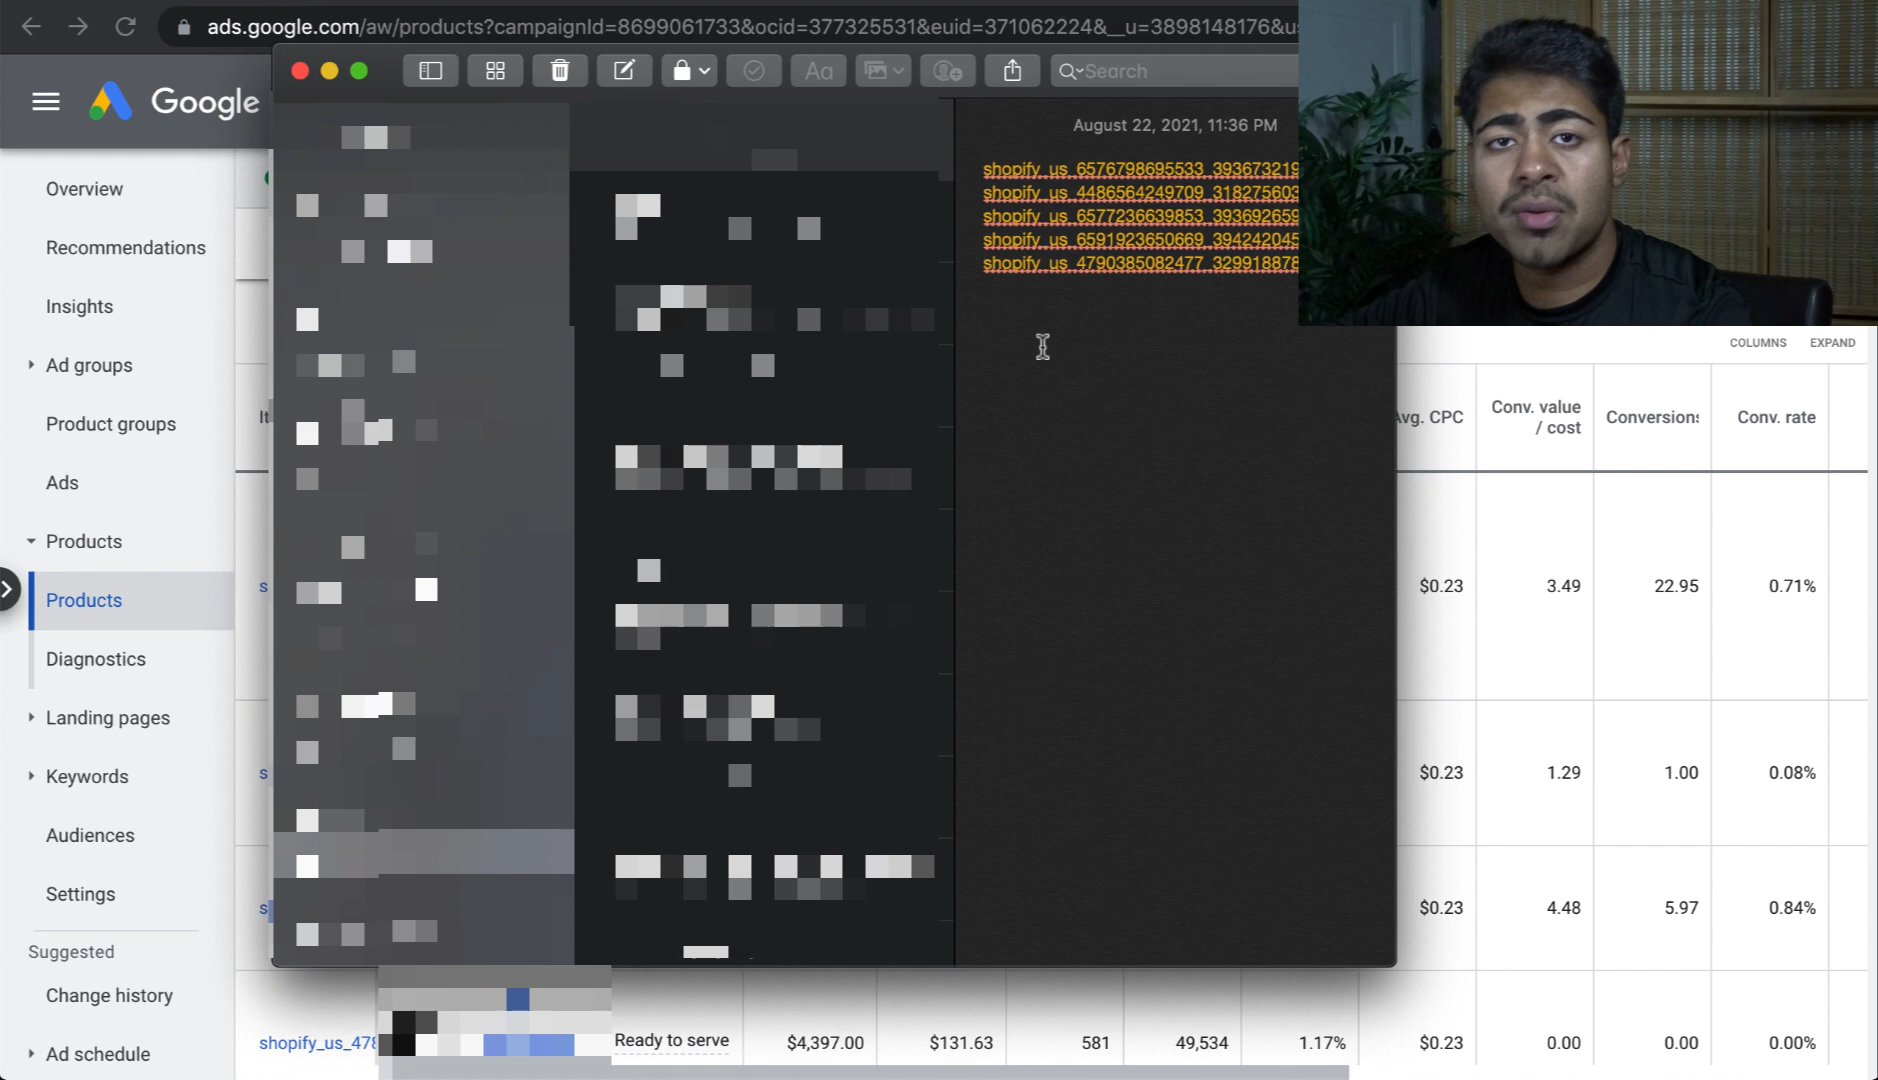 ads.google.com/aw/products?campaignId=8699061733&ocid=377325531&euid=371062224&__u=3898148176&u
Search
Google
August 22, 2021, 11:36 PM
shopify_us_6576798695533_393673219
shopify_us_4486564249709_318275603
shopify_us_6577236639853_393692659
shopify_us_6591923650669_394242045
shopify_us_4790385082477_329918878
Overview
Recommendations
Insights
Ad groups
Product groups
Ads
Products
Products
Diagnostics
Landing pages
Keywords
Audiences
Settings
Suggested
Change history
Ad schedule
COLUMNS EXPAND
Avg. CPC Conv. value / cost Conversions Conv. rate
$0.23 3.49 22.95 0.71%
$0.23 1.29 1.00 0.08%
$0.23 4.48 5.97 0.84%
shopify_us_478 Ready to serve $4,397.00 $131.63 581 49,534 1.17% $0.23 0.00 0.00 0.00%